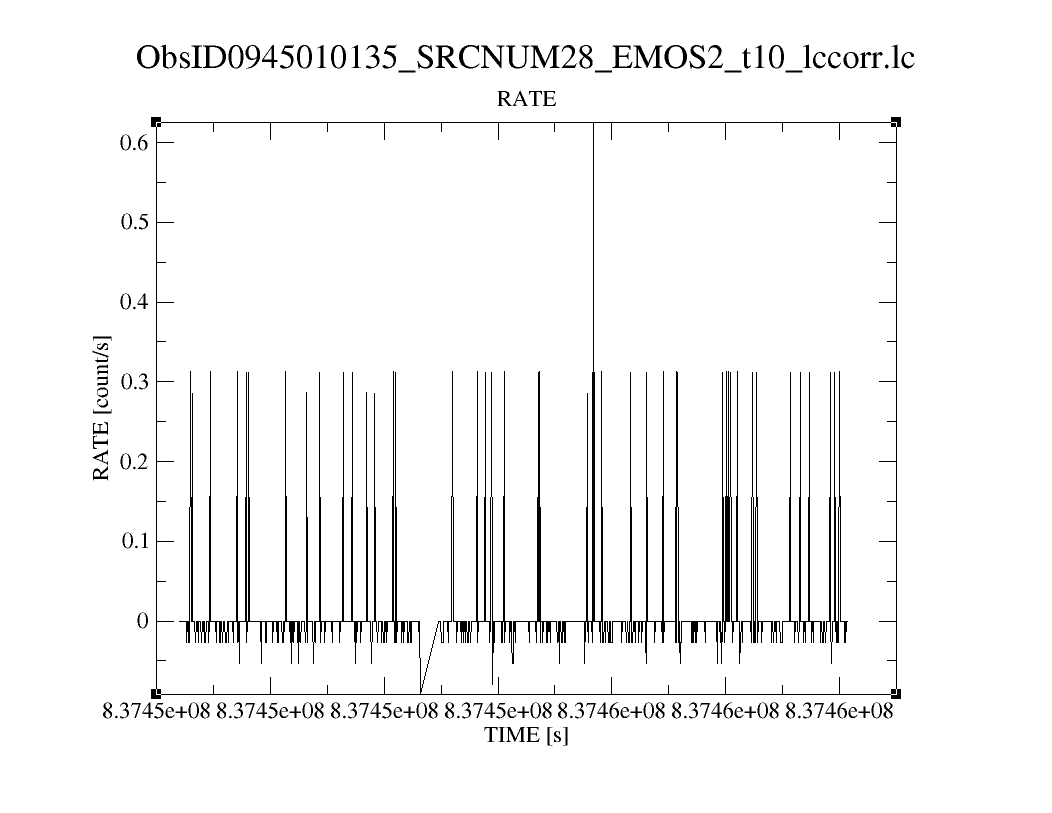 ObsID0945010135_SRCNUM28_EMOS2_t10_lccorr.lc
RATE
0.6
0.5
0.4
0.3
0.2
0.1
0
RATE [count/s]
8.3745e+08 8.3745e+08 8.3745e+08 8.3745e+08 8.3746e+08 8.3746e+08 8.3746e+08
TIME [s]